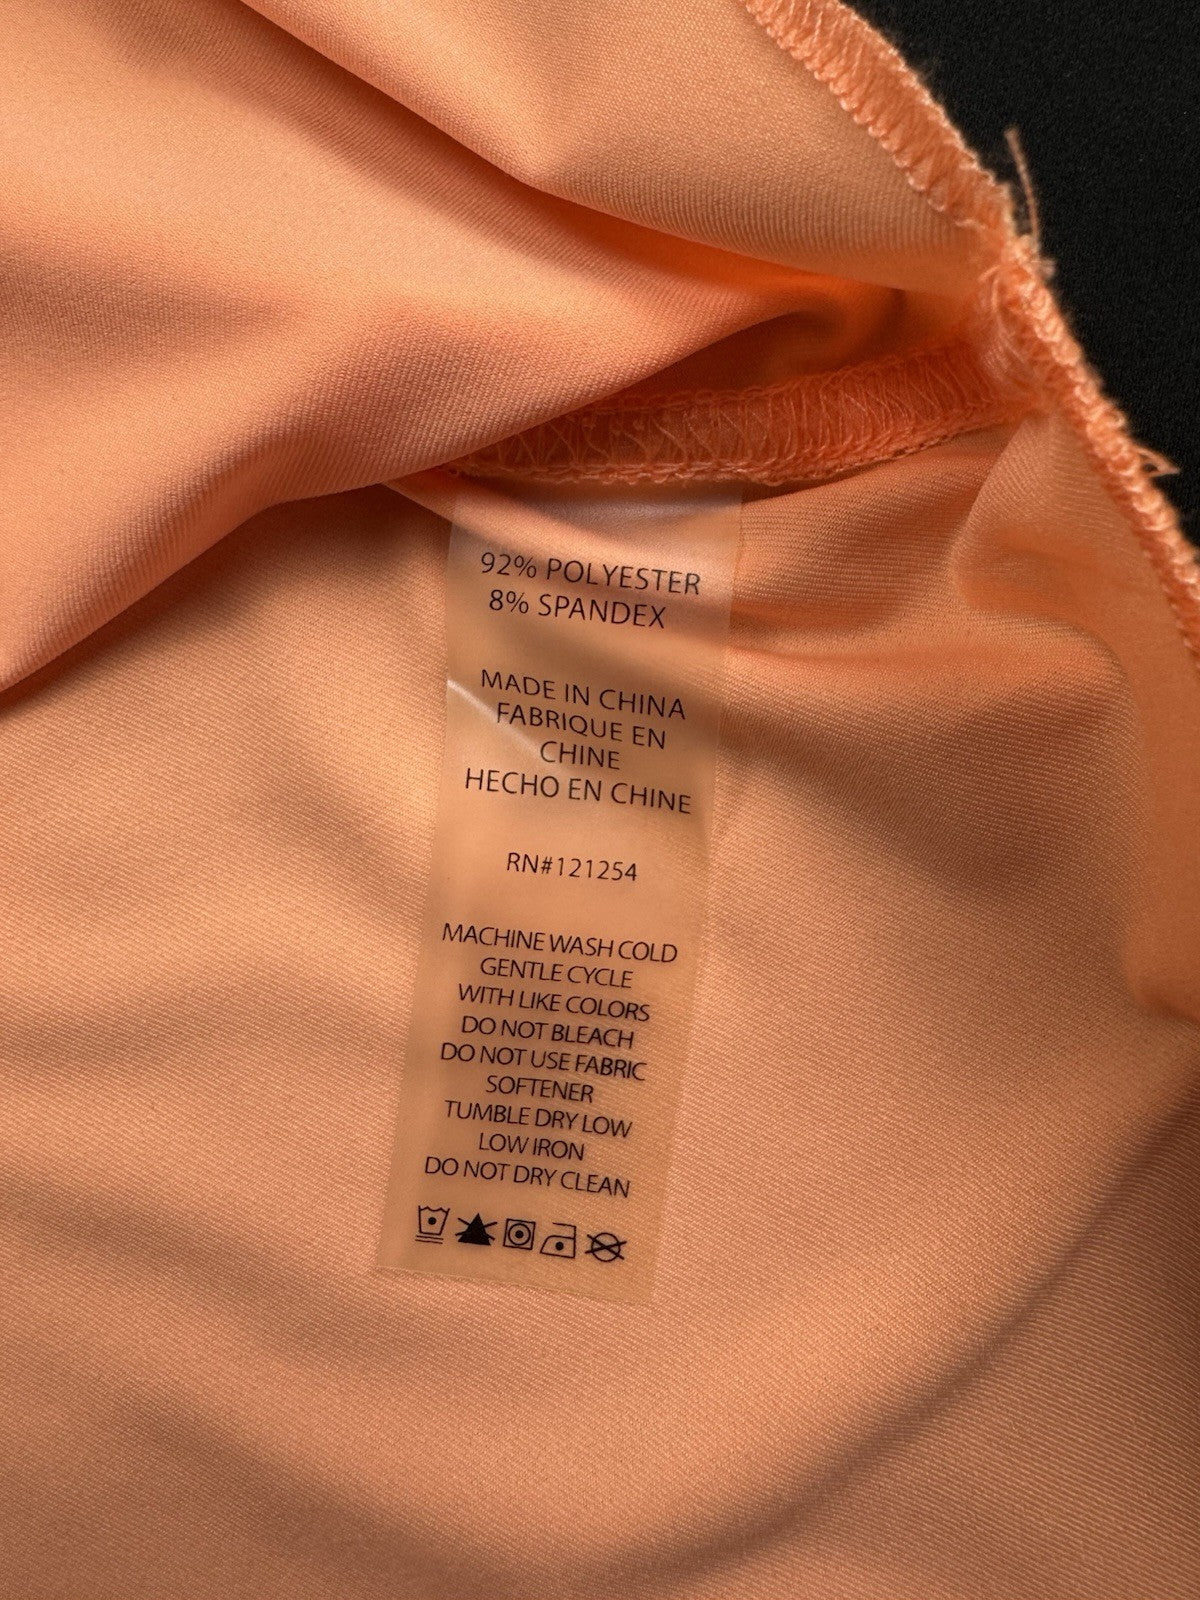 92% POLYESTER
8% SPANDEX
MADE IN CHINA
FABRIQUE EN
CHINE
HECHO EN CHINE
RN#121254
MACHINE WASH COLD
GENTLE CYCLE
WITH LIKE COLORS
DO NOT BLEACH
DO NOT USE FABRIC
SOFTENER
TUMBLE DRY LOW
LOW IRON
DO NOT DRY CLEAN